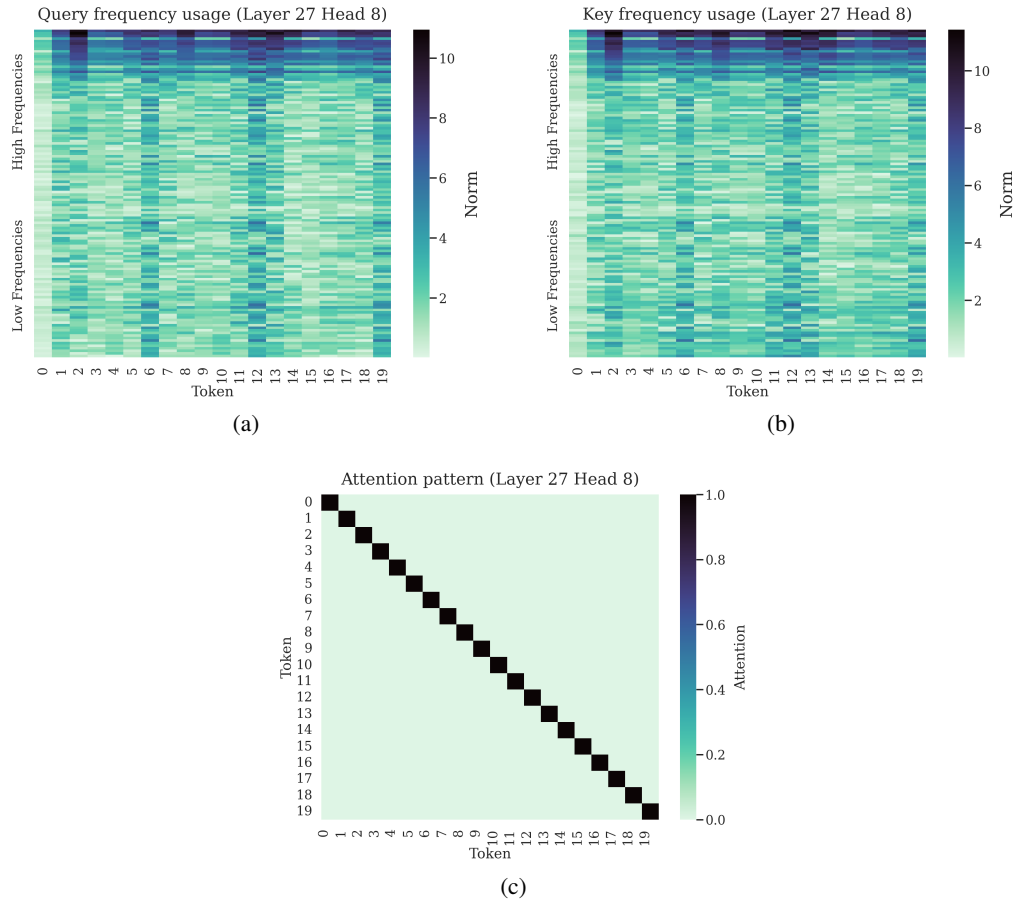 Query frequency usage (Layer 27 Head 8)
High Frequencies
Low Frequencies
0 1 2 3 4 5 6 7 8 9 10 11 12 13 14 15 16 17 18 19
Token
10
8
6
4
2
Norm
(a)
Key frequency usage (Layer 27 Head 8)
High Frequencies
Low Frequencies
0 1 2 3 4 5 6 7 8 9 10 11 12 13 14 15 16 17 18 19
Token
10
8
6
4
2
Norm
(b)
Attention pattern (Layer 27 Head 8)
0
1
2
3
4
5
6
7
8
9
10
11
12
13
14
15
16
17
18
19
Token
0 1 2 3 4 5 6 7 8 9 10 11 12 13 14 15 16 17 18 19
Token
1.0
0.8
0.6
0.4
0.2
0.0
Attention
(c)